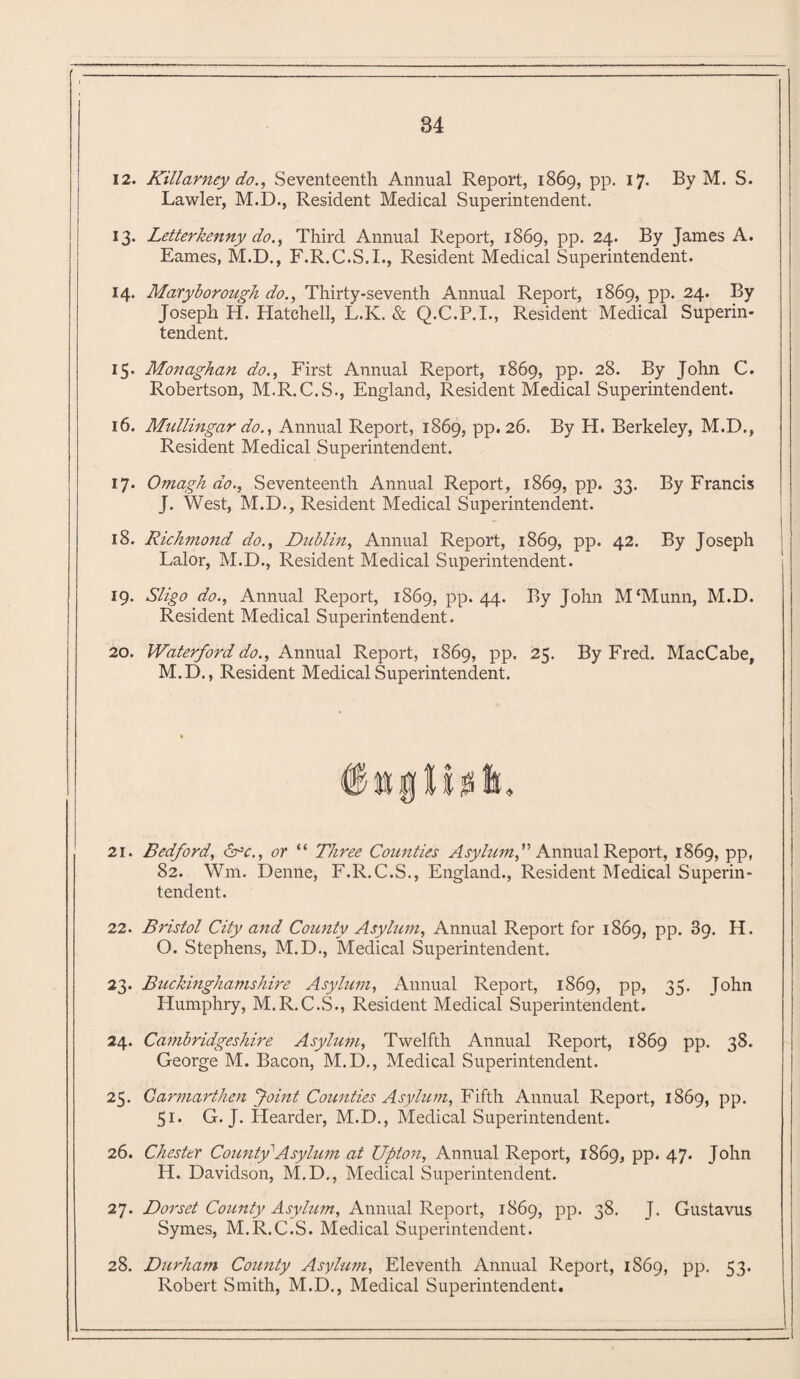 34
12. Killarney do., Seventeenth Annual Report, 1869, pp. 17. By M. S.
Lawler, M.D., Resident Medical Superintendent.
13. Letterkenny do., Third Annual Report, 1869, pp. 24. By James A.
Eames, M.D., F.R.C.S.I., Resident Medical Superintendent.
14. Maryborough do., Thirty-seventh Annual Report, 1869, pp. 24. By
Joseph H. Hatchell, L.K. & Q.C.P.I., Resident Medical Superin-
tendent.
15. Monaghan do., First Annual Report, 1869, pp. 28. By John C.
Robertson, M.R.C.S., England, Resident Medical Superintendent.
16. Mullingar do., Annual Report, 1869, pp. 26. By H. Berkeley, M.D.,
Resident Medical Superintendent.
17. Omagh do., Seventeenth Annual Report, 1869, pp. 33. By Francis
J. West, M.D., Resident Medical Superintendent.
18. Richmond do., Dublin, Annual Report, 1869, pp. 42. By Joseph
Lalor, M.D., Resident Medical Superintendent.
19. Sligo do., Annual Report, 1869, pp. 44. By John M‘Munn, M.D.
Resident Medical Superintendent.
20. Waterford do., Annual Report, 1869, pp. 25. By Fred. MacCabe,
M.D., Resident Medical Superintendent.
English.
21. Bedford, &c., or “ Three Counties Asylum,” Annual Report, 1869, pp,
82. Wm. Denne, F.R.C.S., England., Resident Medical Superin-
tendent.
22. Bristol City and County Asylum, Annual Report for 1869, pp. 39. H.
O. Stephens, M.D., Medical Superintendent.
23. Buckinghamshire Asylum, Annual Report, 1869, pp, 35. John
Humphry, M.R.C.S., Resident Medical Superintendent.
24. Cambridgeshire Asylum, Twelfth Annual Report, 1869 pp. 38.
George M. Bacon, M.D., Medical Superintendent.
25. Carmarthen Joint Counties Asylum, Fifth Annual Report, 1869, pp.
51. G. J. Hearder, M.D., Medical Superintendent.
26. Chester County Asylum at Upton, Annual Report, 1869, pp. 47. John
H. Davidson, M.D., Medical Superintendent.
27. Dorset County Asylum, Annual Report, 1869, pp. 38. J. Gustavus
Symes, M.R.C.S. Medical Superintendent.
28. Durham County Asylum, Eleventh Annual Report, 1869, pp. 53.
Robert Smith, M.D., Medical Superintendent.